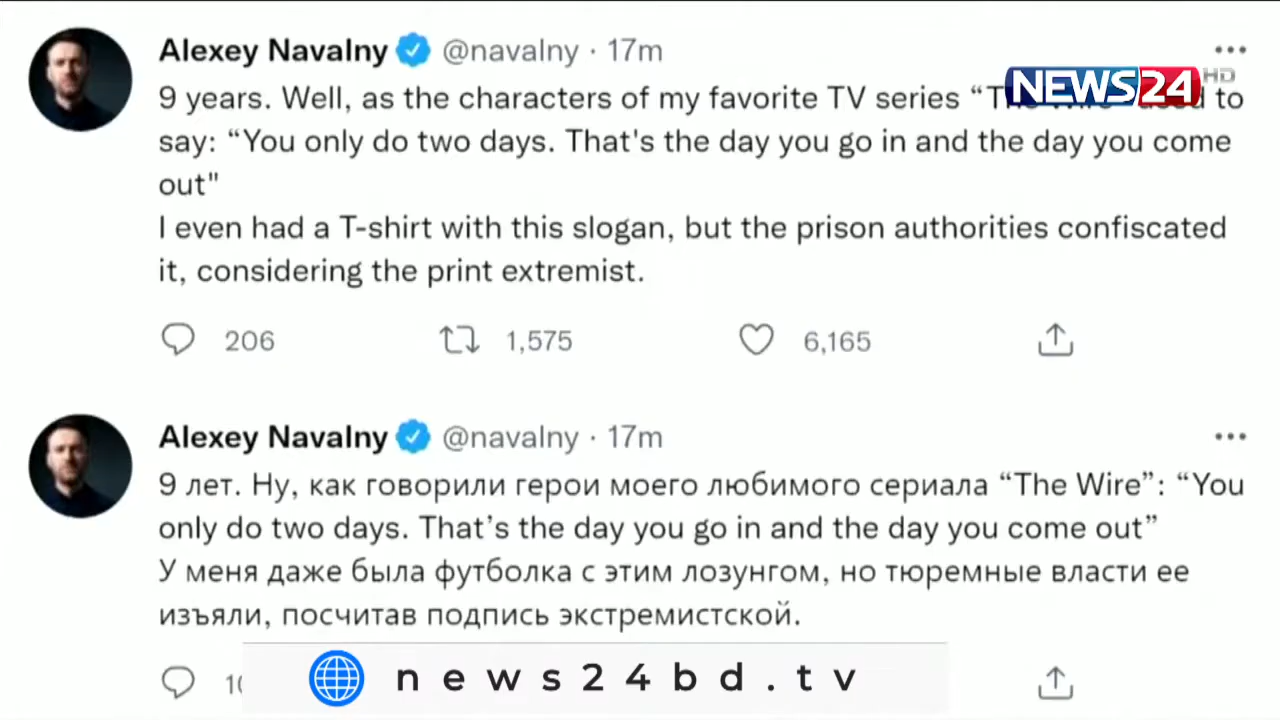 Alexey Navalny @navalny · 17m
NEWS24 HD
9 years. Well, as the characters of my favorite TV series “The to
say: “You only do two days. That's the day you go in and the day you come
out"
I even had a T-shirt with this slogan, but the prison authorities confiscated
it, considering the print extremist.
206 1,575 6,165
Alexey Navalny @navalny · 17m
9 лет. Ну, как говорили герои моего любимого сериала “The Wire”: “You
only do two days. That’s the day you go in and the day you come out”
У меня даже была футболка с этим лозунгом, но тюремные власти ее
изъяли, посчитав подпись экстремистской.
news24bd.tv